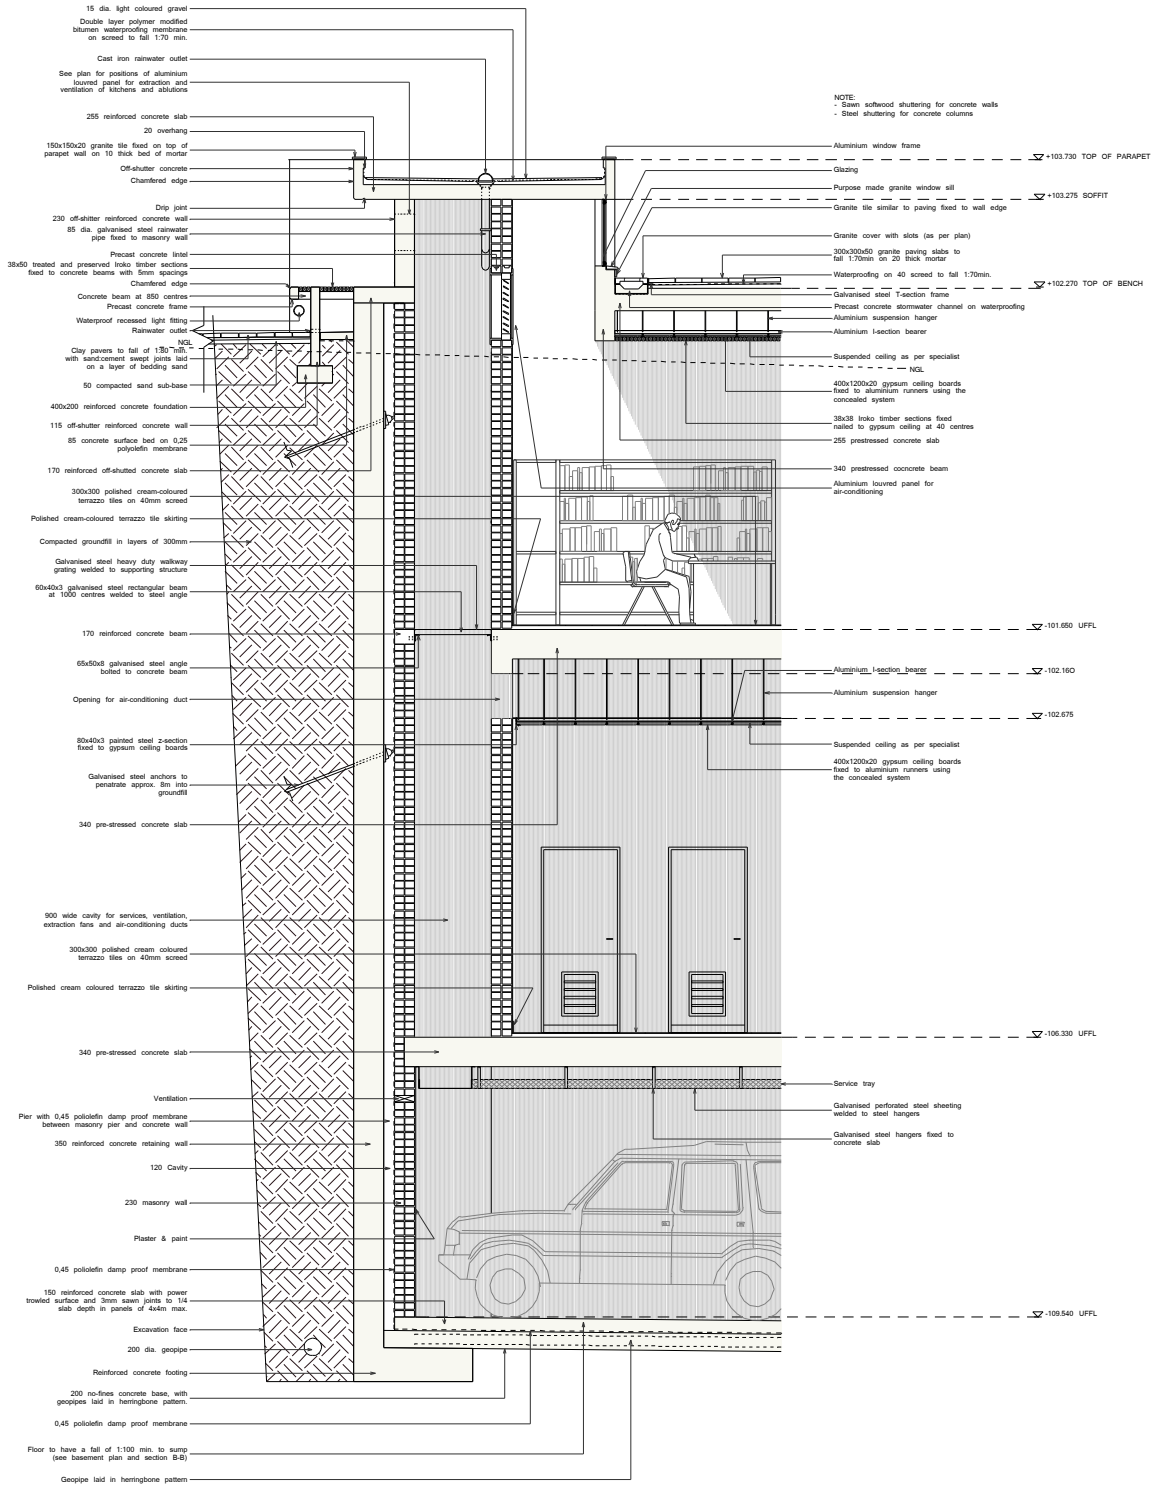 15 dia. light coloured gravel
Double layer polymer modified
bitumen waterproofing membrane
on screed to fall 1:70 min.
Cast iron rainwater outlet
See plan for positions of aluminium
louvred panel for extraction and
ventilation of kitchens and ablutions
255 reinforced concrete slab
20 overhang
150x150x20 granite tile fixed on top of
parapet wall on 10 thick bed of mortar
Off-shutter concrete
Chamfered edge
Drip joint
230 off-shitter reinforced concrete wall
85 dia. galvanised steel rainwater
pipe fixed to masonry wall
Precast concrete lintel
38x50 treated and preserved Iroko timber sections
fixed to concrete beams with 5mm spacings
Chamfered edge
Concrete beam at 850 centres
Precast concrete frame
Waterproof recessed light fitting
Rainwater outlet
NGL
Clay pavers to fall of 1:80 min.
with sand:cement swept joints laid
on a layer of bedding sand
50 compacted sand sub-base
400x200 reinforced concrete foundation
115 off-shutter reinforced concrete wall
85 concrete surface bed on 0,25
polyolefin membrane
170 reinforced off-shutted concrete slab
300x300 polished cream-coloured
terrazzo tiles on 40mm screed
Polished cream-coloured terrazzo tile skirting
Compacted groundfill in layers of 300mm
Galvanised steel heavy duty walkway
grating welded to supporting structure
60x40x3 galvanised steel rectangular beam
at 1000 centres welded to steel angle
170 reinforced concrete beam
65x50x8 galvanised steel angle
bolted to concrete beam
Opening for air-conditioning duct
80x40x3 painted steel z-section
fixed to gypsum ceiling boards
Galvanised steel anchors to
penatrate approx. 8m into
groundfill
340 pre-stressed concrete slab
900 wide cavity for services, ventilation,
extraction fans and air-conditioning ducts
300x300 polished cream coloured
terrazzo tiles on 40mm screed
Polished cream coloured terrazzo tile skirting
340 pre-stressed concrete slab
Ventilation
Pier with 0,45 poliolefin damp proof membrane
between masonry pier and concrete wall
350 reinforced concrete retaining wall
120 Cavity
230 masonry wall
Plaster & paint
0,45 poliolefin damp proof membrane
150 reinforced concrete slab with power
trowled surface and 3mm sawn joints to 1/4
slab depth in panels of 4x4m max.
Excavation face
200 dia. geopipe
Reinforced concrete footing
200 no-fines concrete base, with
geopipes laid in herringbone pattern.
0,45 poliolefin damp proof membrane
Floor to have a fall of 1:100 min. to sump
(see basement plan and section B-B)
Geopipe laid in herringbone pattern
NOTE:
- Sawn softwood shuttering for concrete walls
- Steel shuttering for concrete columns
Aluminium window frame
+103.730 TOP OF PARAPET
Glazing
Purpose made granite window sill
+103.275 SOFFIT
Granite tile similar to paving fixed to wall edge
Granite cover with slots (as per plan)
300x300x50 granite paving slabs to
fall 1:70min on 20 thick mortar
Waterproofing on 40 screed to fall 1:70min.
+102.270 TOP OF BENCH
Galvanised steel T-section frame
Precast concrete stormwater channel on waterproofing
Aluminium suspension hanger
Aluminium I-section bearer
Suspended ceiling as per specialist
NGL
400x1200x20 gypsum ceiling boards
fixed to aluminium runners using the
concealed system
38x38 Iroko timber sections fixed
nailed to gypsum ceiling at 40 centres
255 prestressed concrete slab
340 prestressed cocncrete beam
Aluminium louvred panel for
air-conditioning
-101.650 UFFL
Aluminium I-section bearer
-102.16O
Aluminium suspension hanger
-102.675
Suspended ceiling as per specialist
400x1200x20 gypsum ceiling boards
fixed to aluminium runners using
the concealed system
-106.330 UFFL
Service tray
Galvanised perforated steel sheeting
welded to steel hangers
Galvanised steel hangers fixed to
concrete slab
-109.540 UFFL